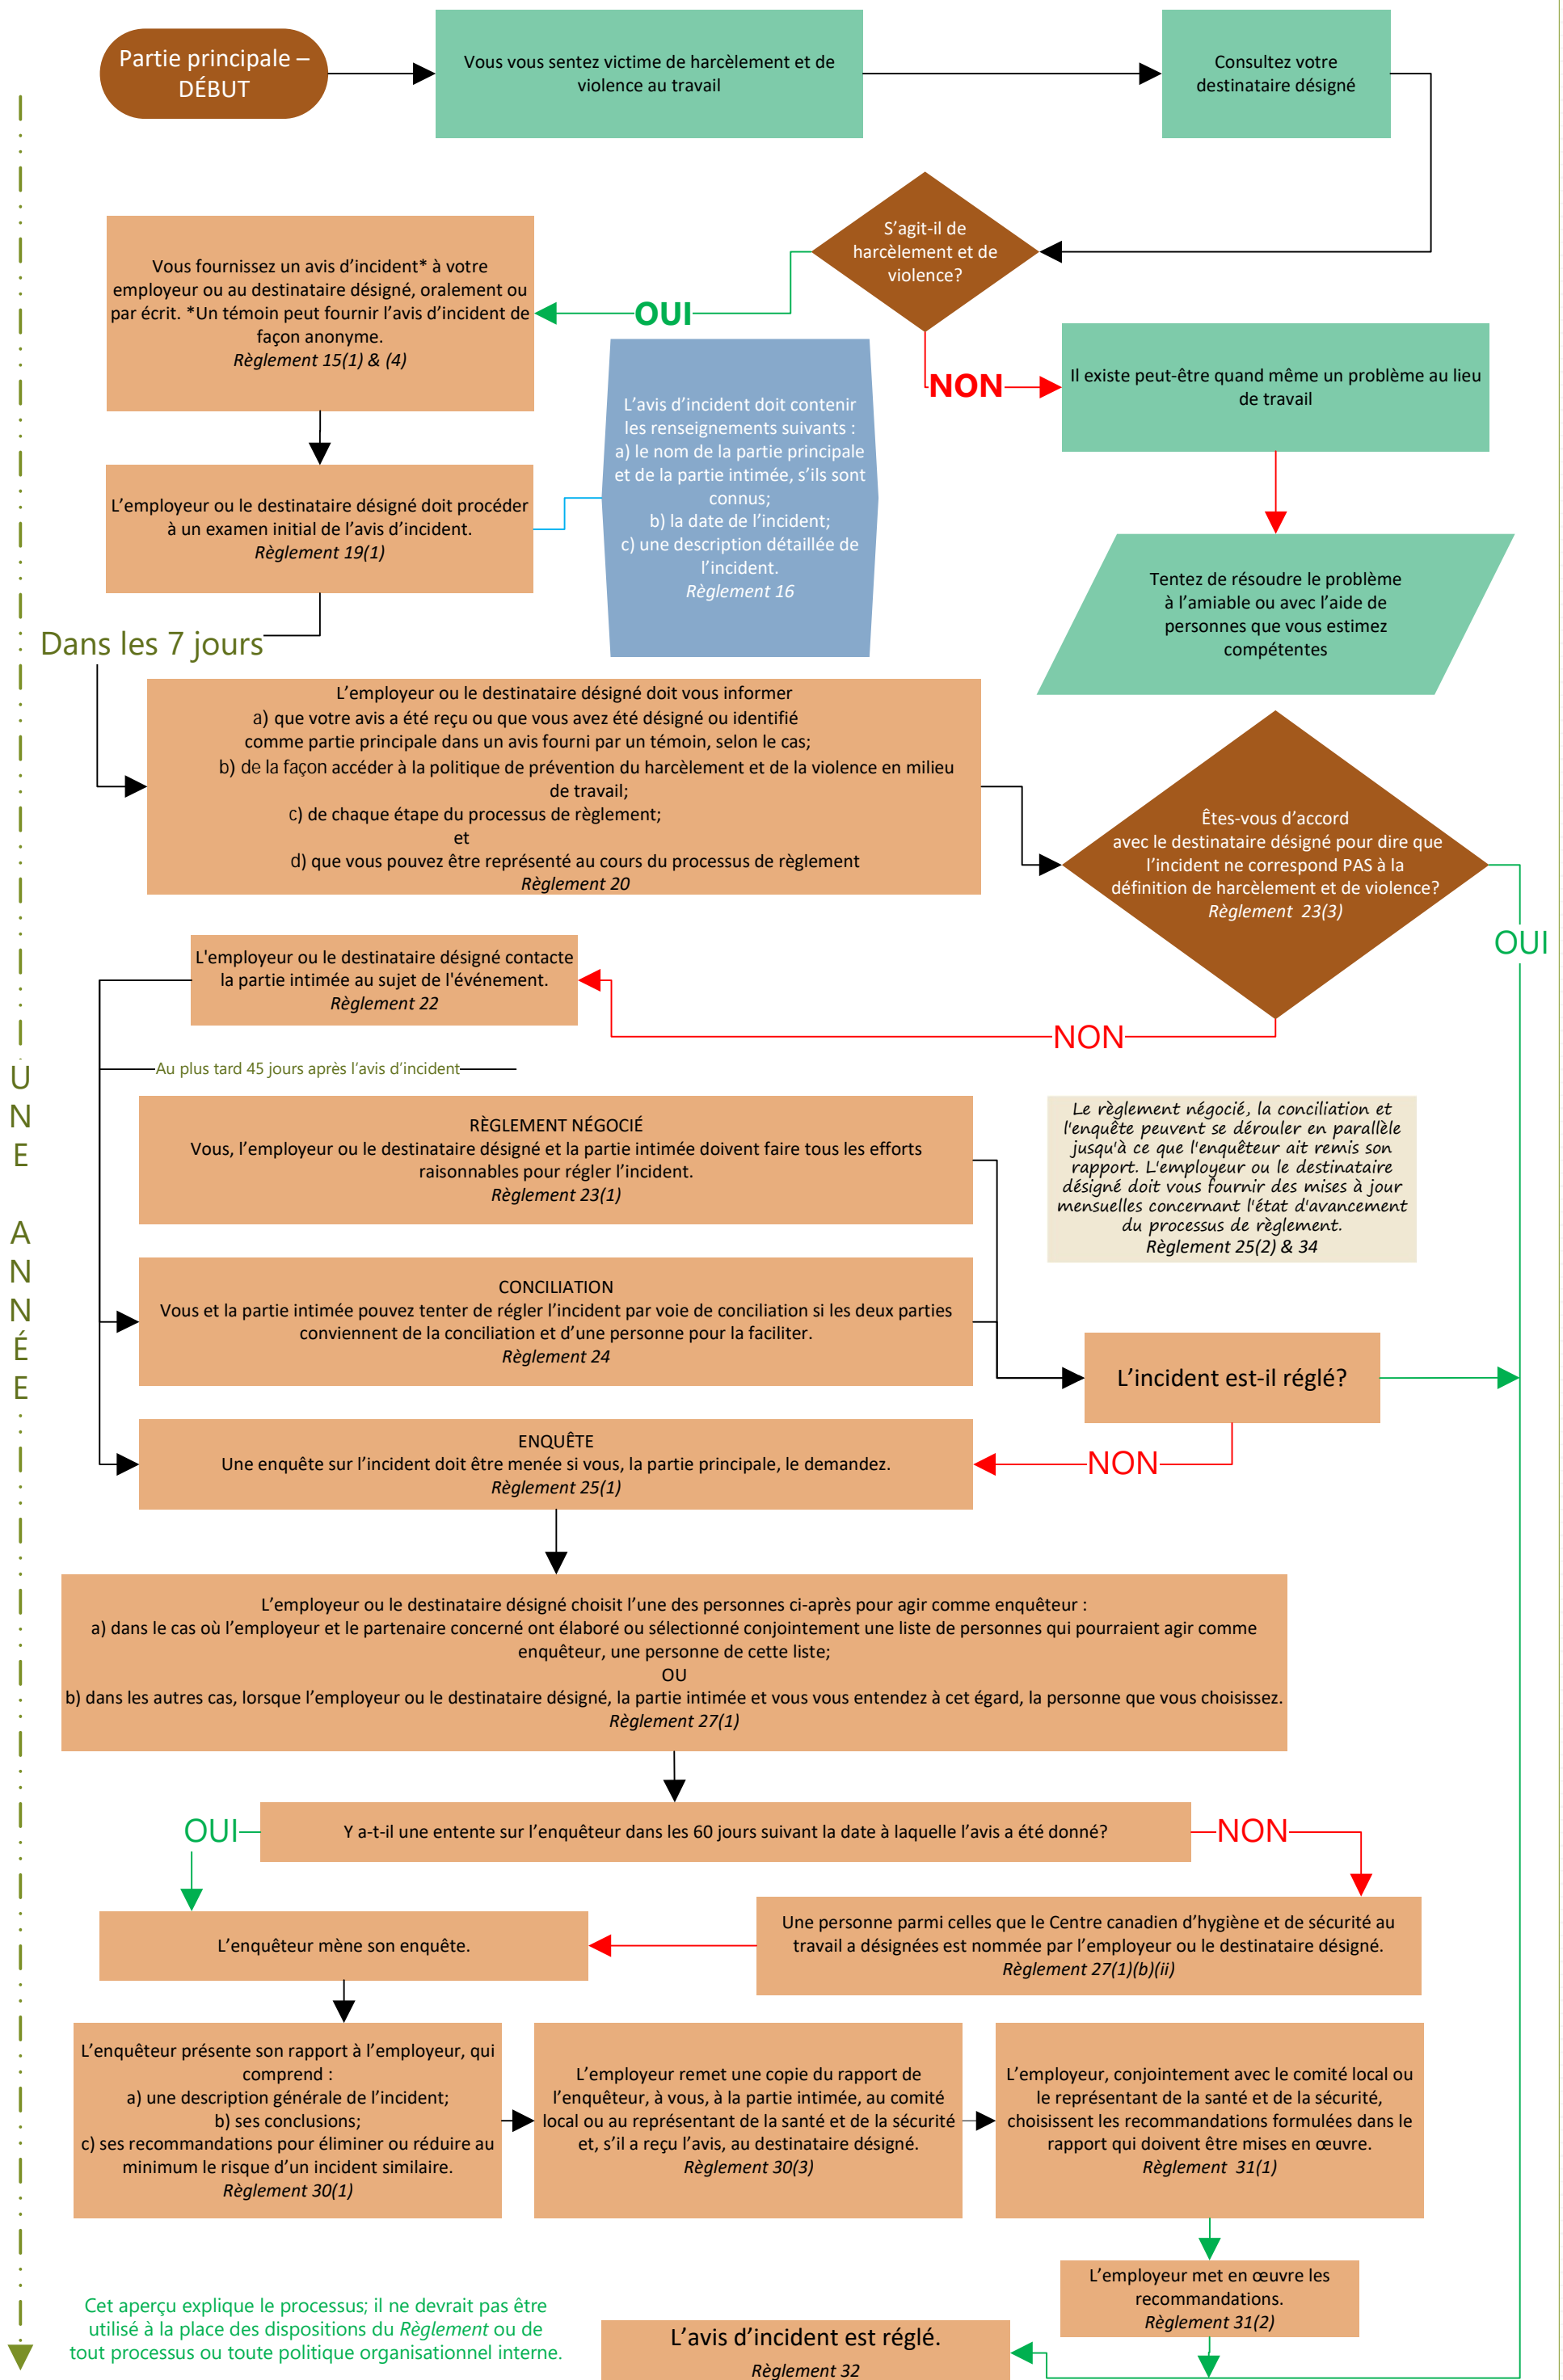 Partie principale –
DÉBUT
Vous vous sentez victime de harcèlement et de
violence au travail
Consultez votre
destinataire désigné
S’agit-il de
harcèlement et de
violence?
OUI
NON
Vous fournissez un avis d’incident* à votre
employeur ou au destinataire désigné, oralement ou
par écrit. *Un témoin peut fournir l’avis d’incident de
façon anonyme.
Règlement 15(1) & (4)
Il existe peut-être quand même un problème au lieu
de travail
L’avis d’incident doit contenir
les renseignements suivants :
a) le nom de la partie principale
et de la partie intimée, s’ils sont
connus;
b) la date de l’incident;
c) une description détaillée de
l’incident.
Règlement 16
L’employeur ou le destinataire désigné doit procéder
à un examen initial de l’avis d’incident.
Règlement 19(1)
Tentez de résoudre le problème
à l’amiable ou avec l’aide de
personnes que vous estimez
compétentes
Dans les 7 jours
L’employeur ou le destinataire désigné doit vous informer
a) que votre avis a été reçu ou que vous avez été désigné ou identifié
comme partie principale dans un avis fourni par un témoin, selon le cas;
b) de la façon accéder à la politique de prévention du harcèlement et de la violence en milieu
de travail;
c) de chaque étape du processus de règlement;
et
d) que vous pouvez être représenté au cours du processus de règlement
Règlement 20
Êtes-vous d’accord
avec le destinataire désigné pour dire que
l’incident ne correspond PAS à la
définition de harcèlement et de violence?
Règlement 23(3)
OUI
NON
L'employeur ou le destinataire désigné contacte
la partie intimée au sujet de l'événement.
Règlement 22
Au plus tard 45 jours après l’avis d’incident
UNE ANNÉE
RÈGLEMENT NÉGOCIÉ
Vous, l’employeur ou le destinataire désigné et la partie intimée doivent faire tous les efforts
raisonnables pour régler l’incident.
Règlement 23(1)
Le règlement négocié, la conciliation et
l'enquête peuvent se dérouler en parallèle
jusqu'à ce que l'enquêteur ait remis son
rapport. L'employeur ou le destinataire
désigné doit vous fournir des mises à jour
mensuelles concernant l'état d'avancement
du processus de règlement.
Règlement 25(2) & 34
CONCILIATION
Vous et la partie intimée pouvez tenter de régler l’incident par voie de conciliation si les deux parties
conviennent de la conciliation et d’une personne pour la faciliter.
Règlement 24
L’incident est-il réglé?
NON
ENQUÊTE
Une enquête sur l’incident doit être menée si vous, la partie principale, le demandez.
Règlement 25(1)
L’employeur ou le destinataire désigné choisit l’une des personnes ci-après pour agir comme enquêteur :
a) dans le cas où l’employeur et le partenaire concerné ont élaboré ou sélectionné conjointement une liste de personnes qui pourraient agir comme
enquêteur, une personne de cette liste;
OU
b) dans les autres cas, lorsque l’employeur ou le destinataire désigné, la partie intimée et vous vous entendez à cet égard, la personne que vous choisissez.
Règlement 27(1)
OUI
Y a-t-il une entente sur l’enquêteur dans les 60 jours suivant la date à laquelle l’avis a été donné?
NON
L’enquêteur mène son enquête.
Une personne parmi celles que le Centre canadien d’hygiène et de sécurité au
travail a désignées est nommée par l’employeur ou le destinataire désigné.
Règlement 27(1)(b)(ii)
L’enquêteur présente son rapport à l’employeur, qui
comprend :
a) une description générale de l’incident;
b) ses conclusions;
c) ses recommandations pour éliminer ou réduire au
minimum le risque d’un incident similaire.
Règlement 30(1)
L’employeur remet une copie du rapport de
l’enquêteur, à vous, à la partie intimée, au comité
local ou au représentant de la santé et de la sécurité
et, s’il a reçu l’avis, au destinataire désigné.
Règlement 30(3)
L’employeur, conjointement avec le comité local ou
le représentant de la santé et de la sécurité,
choisissent les recommandations formulées dans le
rapport qui doivent être mises en œuvre.
Règlement 31(1)
L’employeur met en œuvre les
recommandations.
Règlement 31(2)
Cet aperçu explique le processus; il ne devrait pas être
utilisé à la place des dispositions du Règlement ou de
tout processus ou toute politique organisationnel interne.
L’avis d’incident est réglé.
Règlement 32